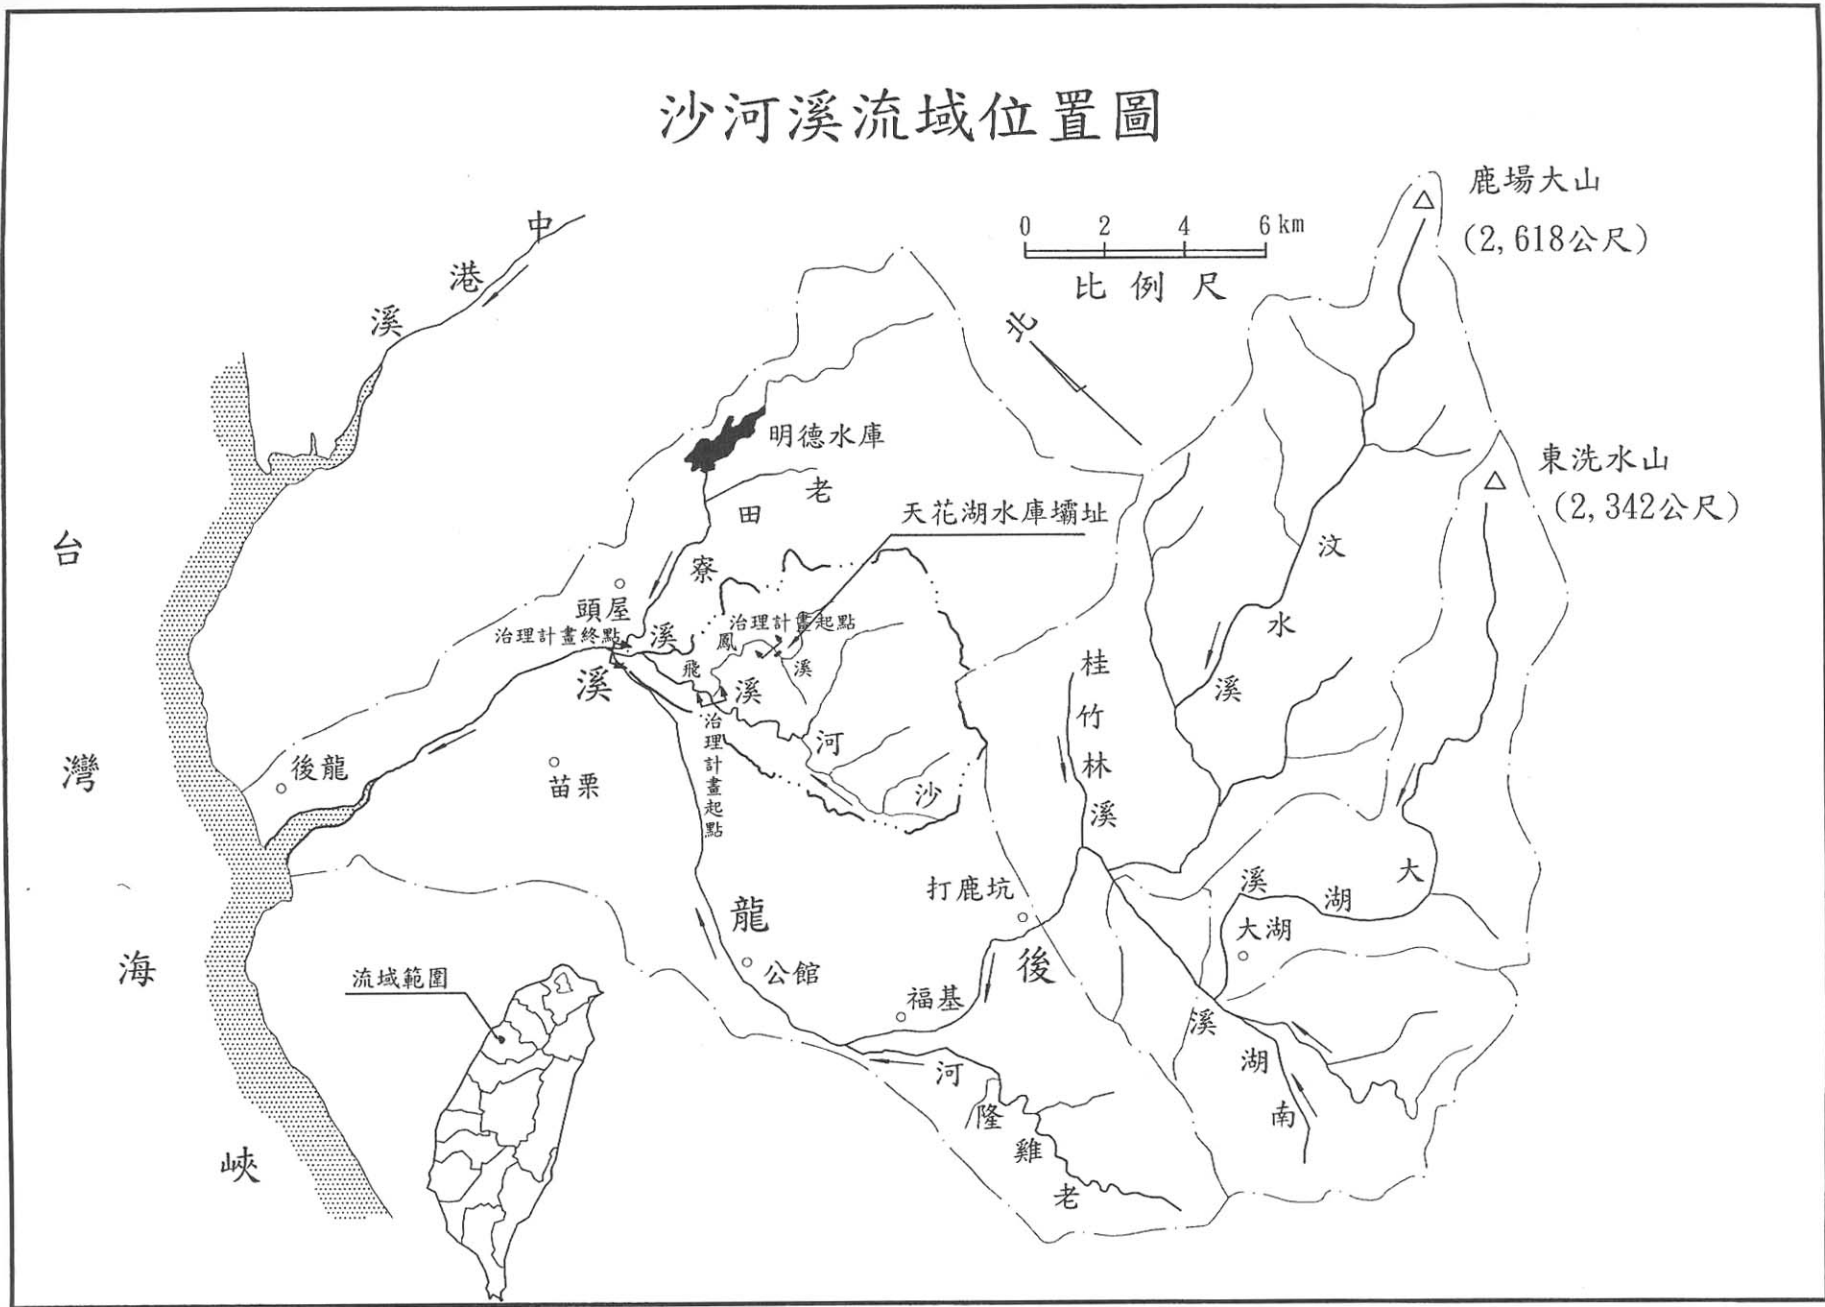 沙河溪流域位置圖
鹿場大山
(2,618公尺)
0 2 4 6 km
比例尺
北
中港溪
明德水庫
東洗水山
(2,342公尺)
天花湖水庫壩址
老田寮溪
頭屋
治理計畫終點
治理計畫起點
飛鳳溪
治理計畫起點
沙河溪
汶水溪
桂竹林溪
台灣海峽
後龍
苗栗
後龍溪
打鹿坑
大湖溪
大湖
公館
福基
流域範圍
南湖溪
老雞隆河